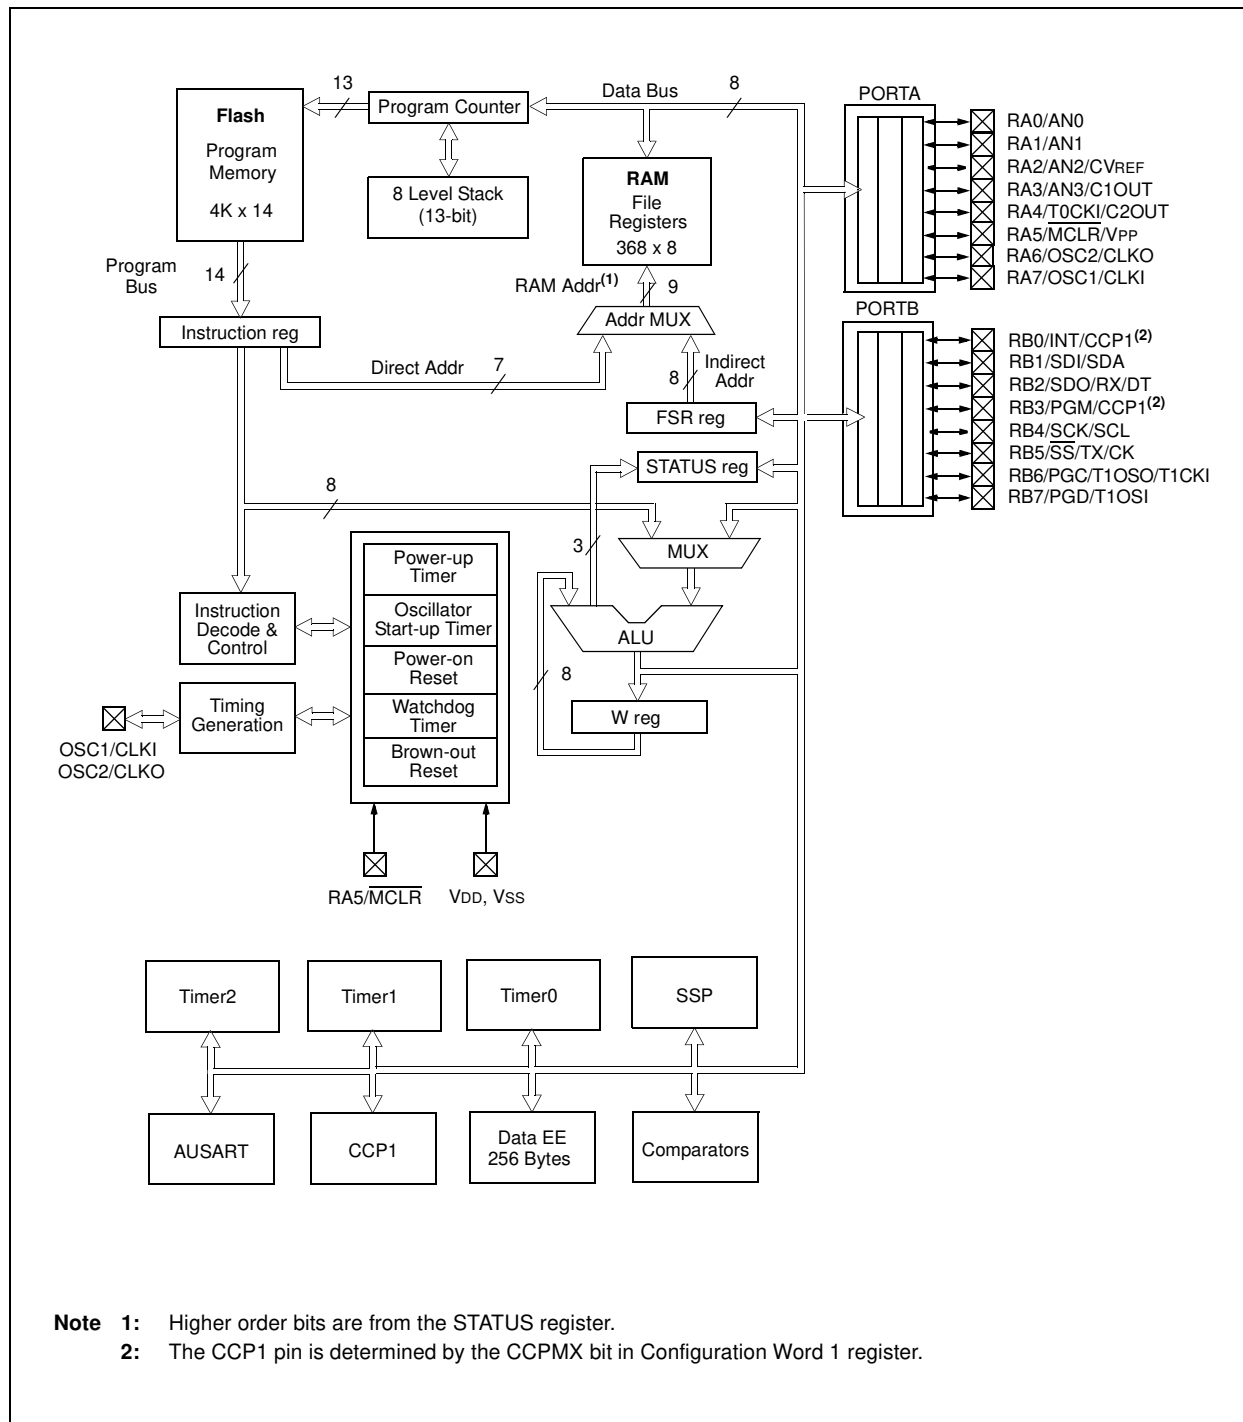 13
Data Bus
8
Flash
Program
Memory
4K x 14
Program Counter
8 Level Stack
(13-bit)
RAM
File
Registers
368 x 8
PORTA
RA0/AN0
RA1/AN1
RA2/AN2/CVREF
RA3/AN3/C1OUT
RA4/T0CKI/C2OUT
RA5/MCLR/VPP
RA6/OSC2/CLKO
RA7/OSC1/CLKI
Program
Bus
14
RAM Addr(1)
9
Addr MUX
Instruction reg
Direct Addr
7
8
Indirect
Addr
FSR reg
PORTB
RB0/INT/CCP1(2)
RB1/SDI/SDA
RB2/SDO/RX/DT
RB3/PGM/CCP1(2)
RB4/SCK/SCL
RB5/SS/TX/CK
RB6/PGC/T1OSO/T1CKI
RB7/PGD/T1OSI
STATUS reg
8
3
MUX
ALU
8
W reg
Instruction
Decode &
Control
Timing
Generation
OSC1/CLKI
OSC2/CLKO
Power-up
Timer
Oscillator
Start-up Timer
Power-on
Reset
Watchdog
Timer
Brown-out
Reset
RA5/MCLR
VDD, VSS
Timer2
Timer1
Timer0
SSP
AUSART
CCP1
Data EE
256 Bytes
Comparators
Note 1: Higher order bits are from the STATUS register.
2: The CCP1 pin is determined by the CCPMX bit in Configuration Word 1 register.